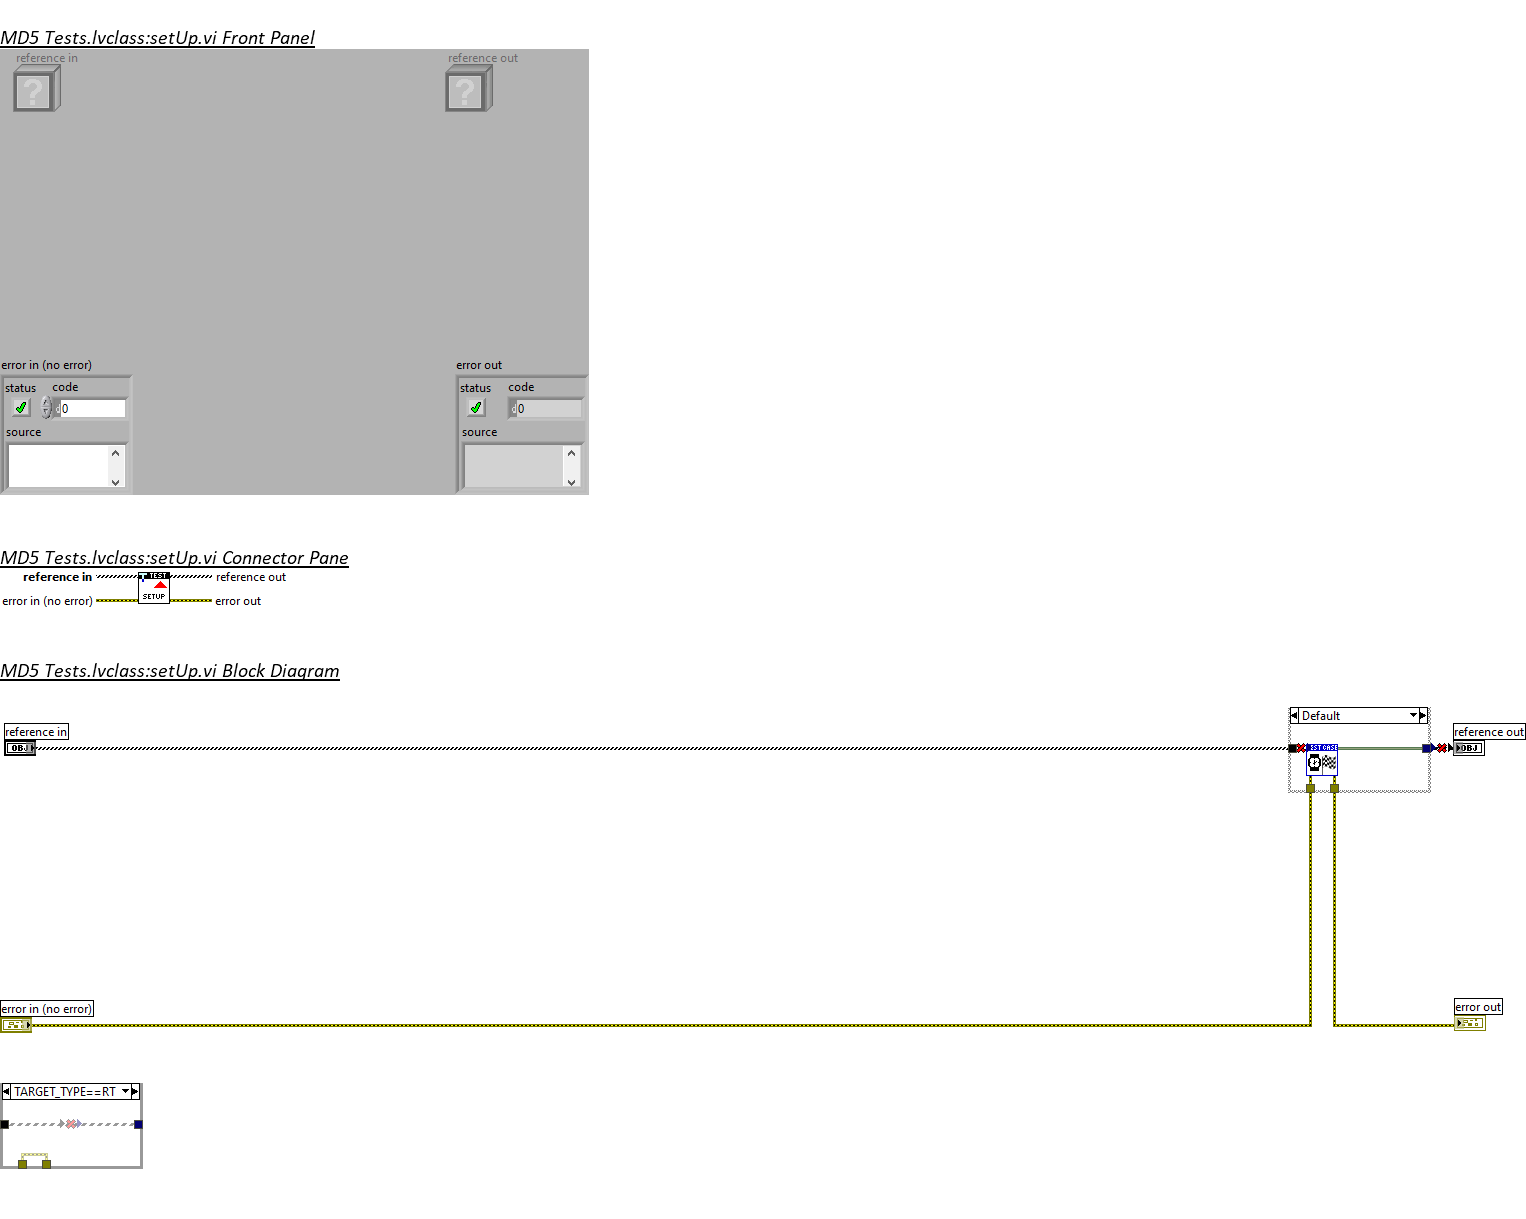 MD5 Tests.lvclass:setUp.vi Front Panel
reference in
reference out
?
?
error in (no error)
error out
status
code
status
code
d 0
d 0
source
source
MD5 Tests.lvclass:setUp.vi Connector Pane
reference in
TEST
reference out
error in (no error)
SETUP
error out
MD5 Tests.lvclass:setUp.vi Block Diagram
Default
reference in
reference out
OBJ
OBJ
error in (no error)
error out
TARGET_TYPE==RT